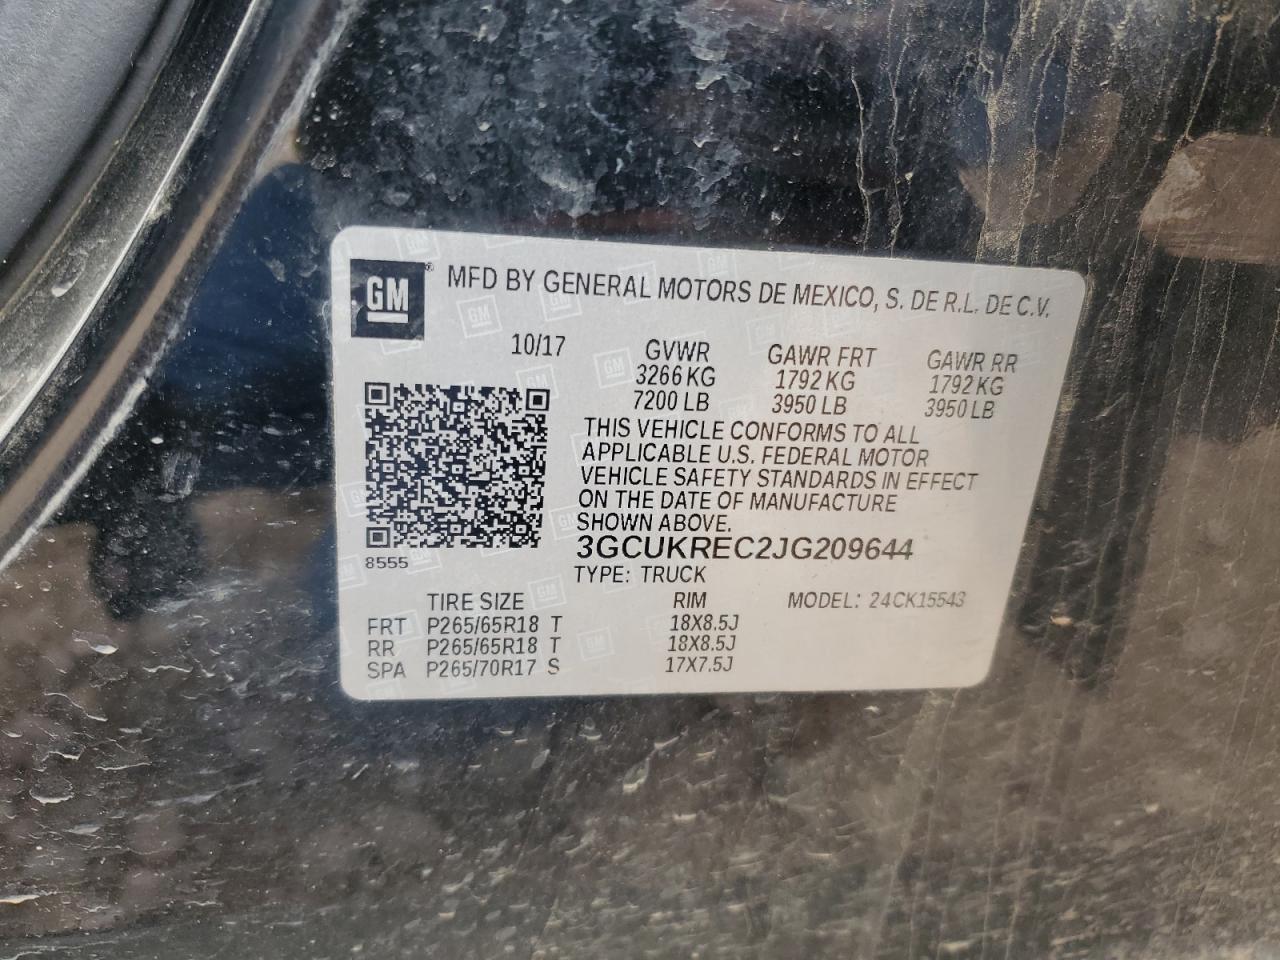 GM® MFD BY GENERAL MOTORS DE MEXICO, S. DE R.L. DE C.V.
10/17 GVWR GAWR FRT GAWR RR
3266 KG 1792 KG 1792 KG
7200 LB 3950 LB 3950 LB
THIS VEHICLE CONFORMS TO ALL
APPLICABLE U.S. FEDERAL MOTOR
VEHICLE SAFETY STANDARDS IN EFFECT
ON THE DATE OF MANUFACTURE
SHOWN ABOVE.
3GCUKREC2JG209644
8555 TYPE: TRUCK
TIRE SIZE RIM MODEL: 24CK15543
FRT P265/65R18 T 18X8.5J
RR P265/65R18 T 18X8.5J
SPA P265/70R17 S 17X7.5J